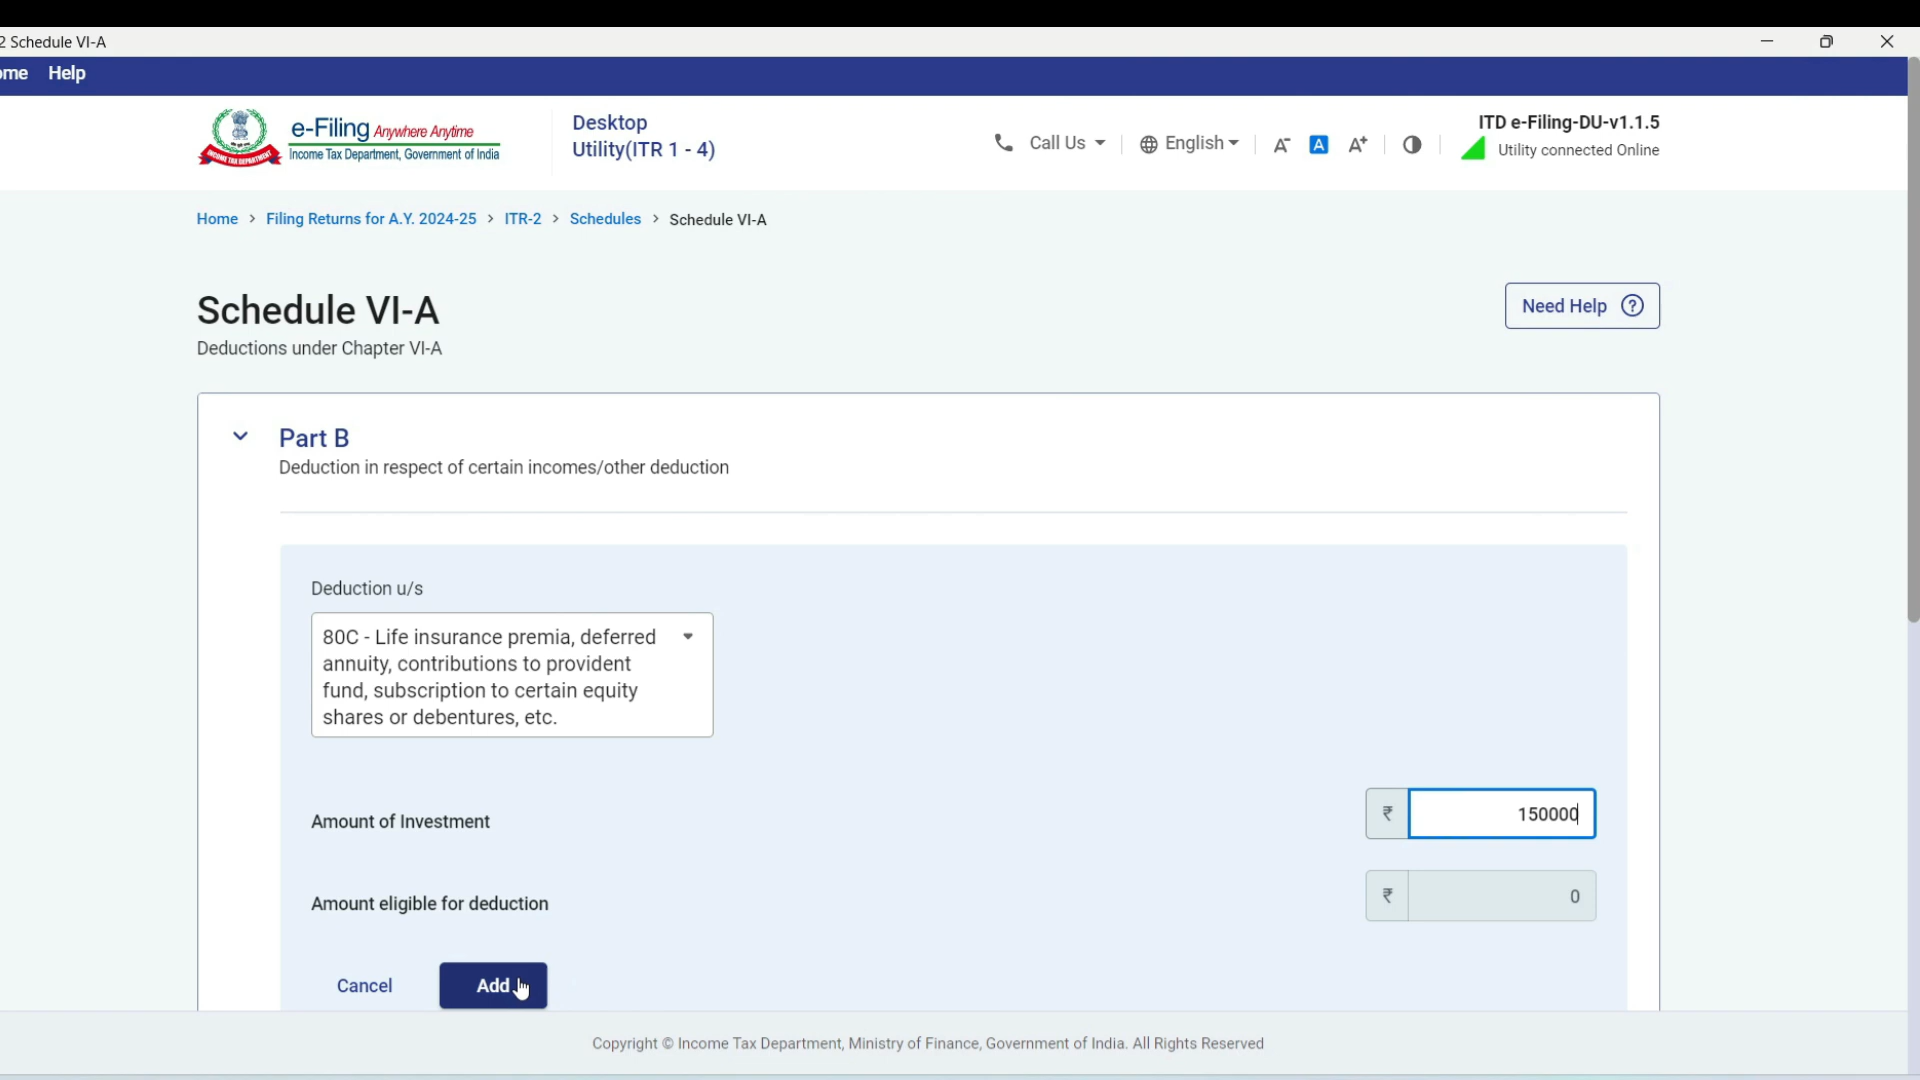 2 Schedule VI-A
ome Help
e-Filing Anywhere Anytime
Income Tax Department, Government of India
INCOME TAX DEPARTMENT
Desktop
Utility(ITR 1 - 4)
Call Us
English
A- A A+
ITD e-Filing-DU-v1.1.5
Utility connected Online
Home > Filing Returns for A.Y. 2024-25 > ITR-2 > Schedules > Schedule VI-A
Schedule VI-A
Deductions under Chapter VI-A
Need Help ?
Part B
Deduction in respect of certain incomes/other deduction
Deduction u/s
80C - Life insurance premia, deferred
annuity, contributions to provident
fund, subscription to certain equity
shares or debentures, etc.
Amount of Investment ₹ 150000
Amount eligible for deduction ₹ 0
Cancel Add
Copyright © Income Tax Department, Ministry of Finance, Government of India. All Rights Reserved